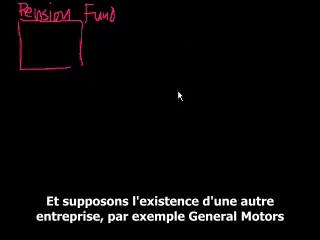 Pension Fund
Et supposons l'existence d'une autre
entreprise, par exemple General Motors